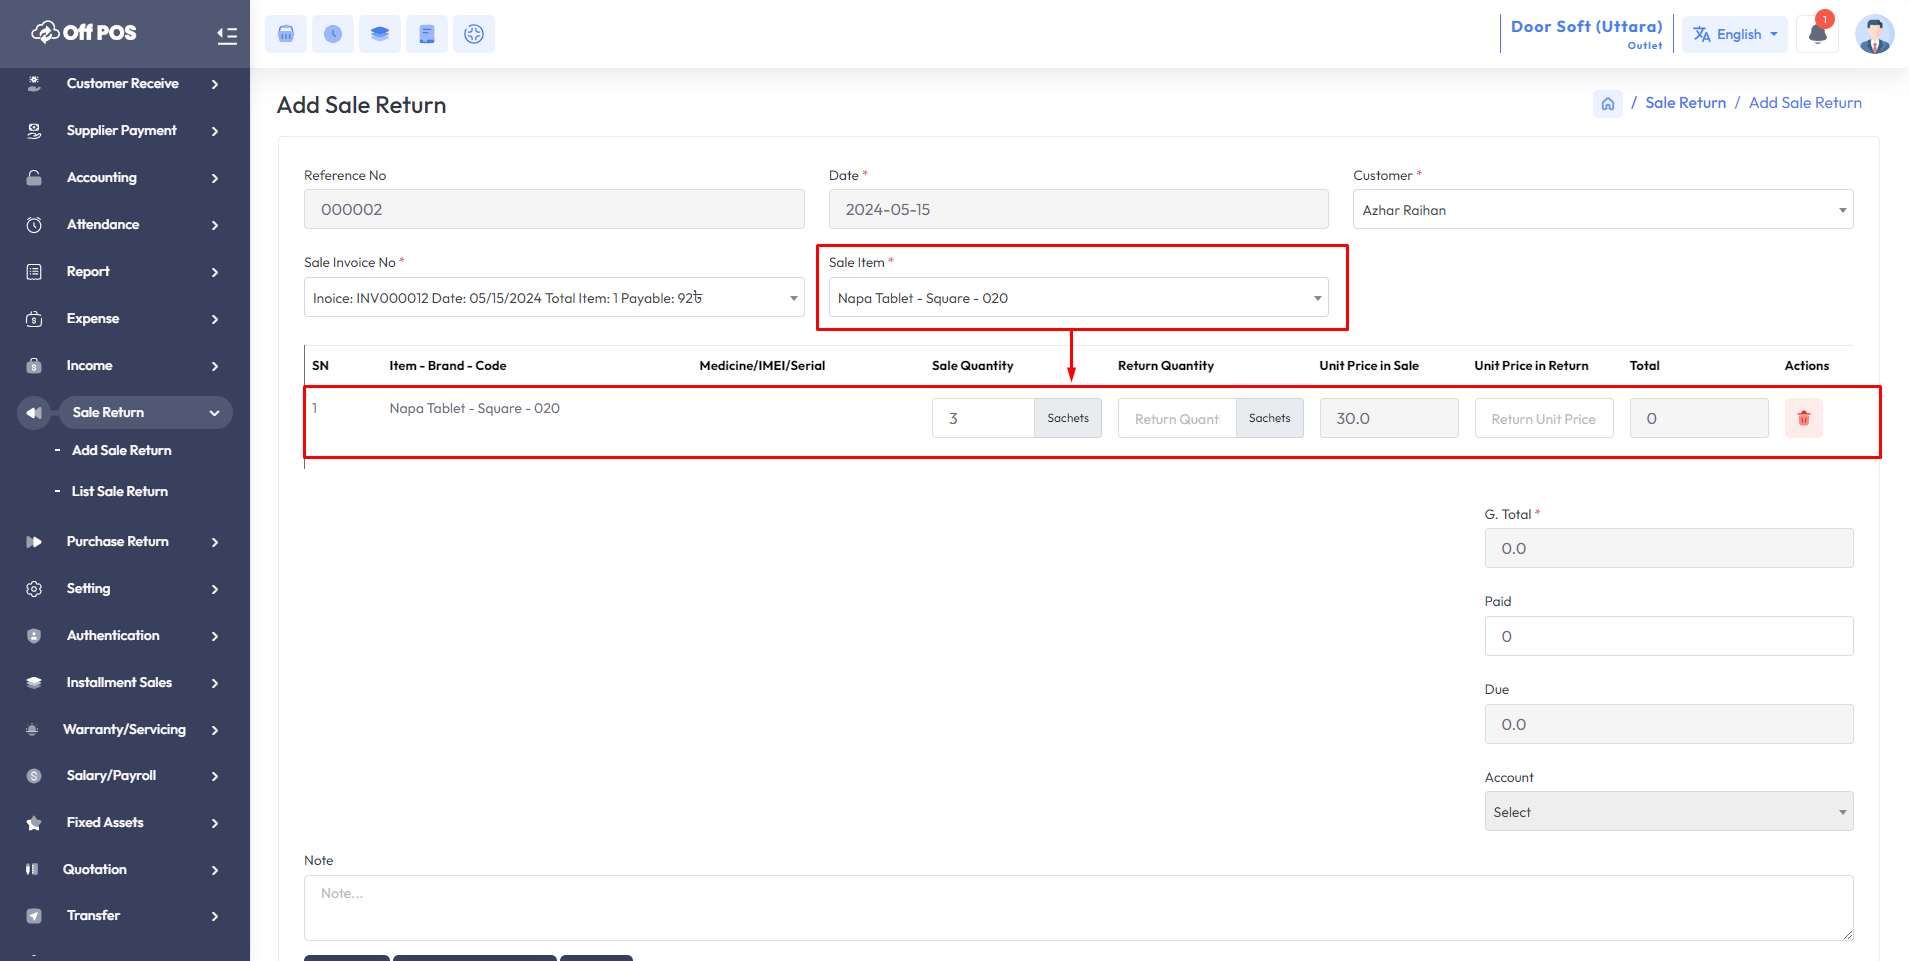 Off POS
Customer Receive
Supplier Payment
Accounting
Attendance
Report
Expense
Income
Sale Return
- Add Sale Return
- List Sale Return
Purchase Return
Setting
Authentication
Installment Sales
Warranty/Servicing
Salary/Payroll
Fixed Assets
Quotation
Transfer
Door Soft (Uttara)
Outlet
English
1
Add Sale Return
/ Sale Return / Add Sale Return
Reference No
000002
Date *
2024-05-15
Customer *
Azhar Raihan
Sale Invoice No *
Inoice: INV000012 Date: 05/15/2024 Total Item: 1 Payable: 92৳
Sale Item *
Napa Tablet - Square - 020
SN Item - Brand - Code Medicine/IMEI/Serial Sale Quantity Return Quantity Unit Price in Sale Unit Price in Return Total Actions
1 Napa Tablet - Square - 020 3 Sachets Return Quanti Sachets 30.0 Return Unit Price 0
G. Total *
0.0
Paid
0
Due
0.0
Account
Select
Note
Note...